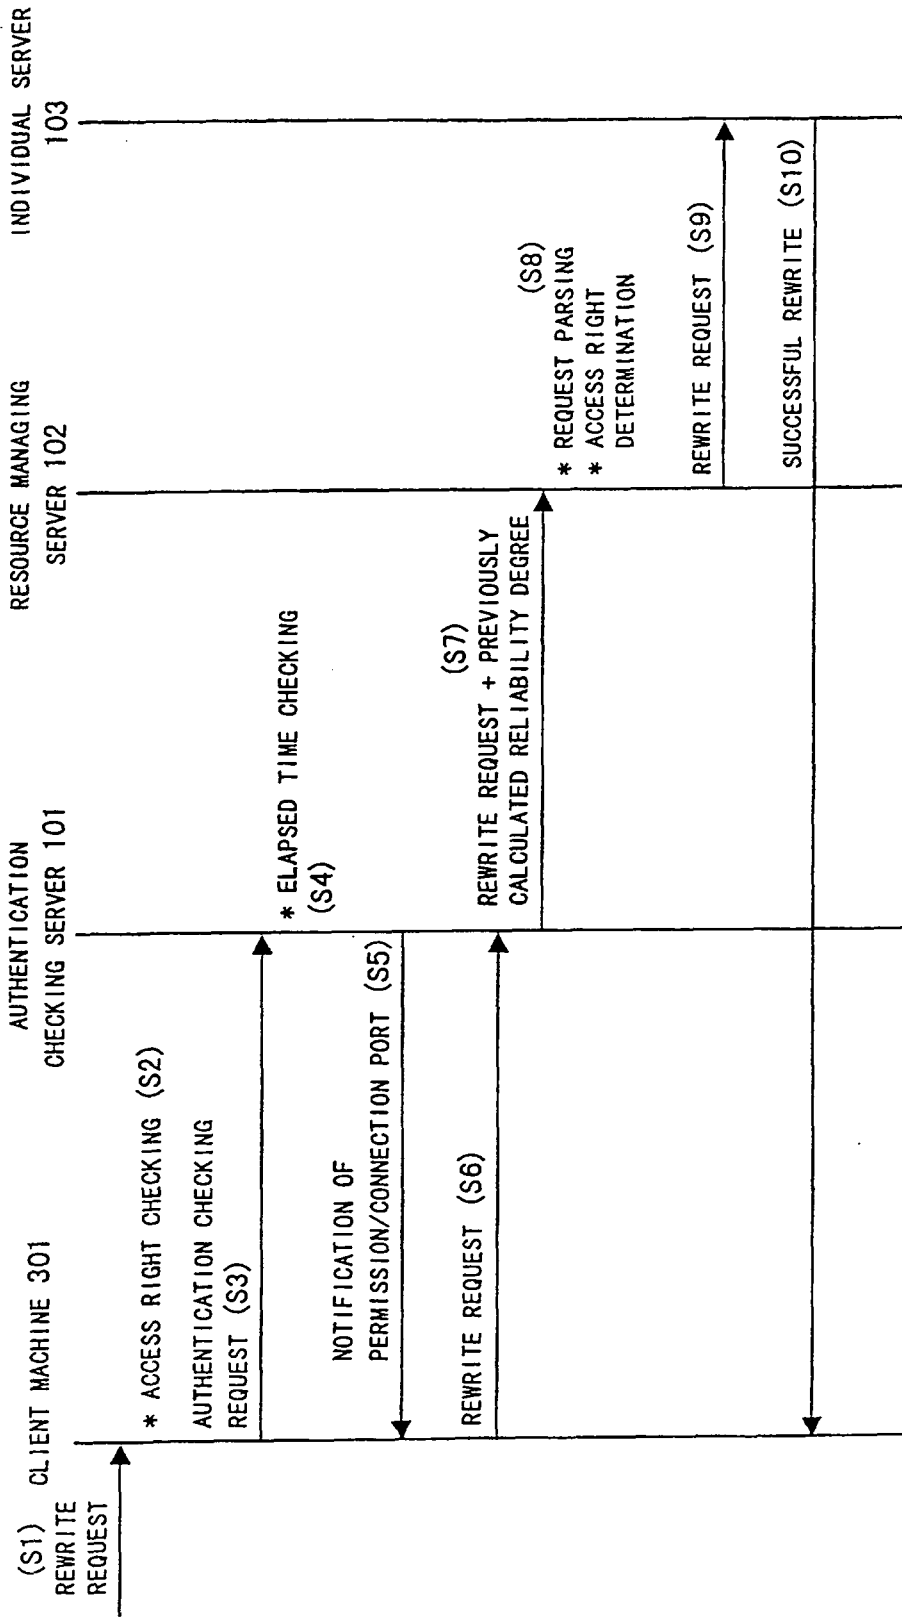 (S1)
REWRITE
REQUEST
CLIENT MACHINE 301
AUTHENTICATION
CHECKING SERVER 101
RESOURCE MANAGING
SERVER 102
INDIVIDUAL SERVER
103
* ACCESS RIGHT CHECKING (S2)
AUTHENTICATION CHECKING
REQUEST (S3)
* ELAPSED TIME CHECKING
(S4)
NOTIFICATION OF
PERMISSION/CONNECTION PORT (S5)
REWRITE REQUEST (S6)
(S7)
REWRITE REQUEST + PREVIOUSLY
CALCULATED RELIABILITY DEGREE
(S8)
* REQUEST PARSING
* ACCESS RIGHT
DETERMINATION
REWRITE REQUEST (S9)
SUCCESSFUL REWRITE (S10)